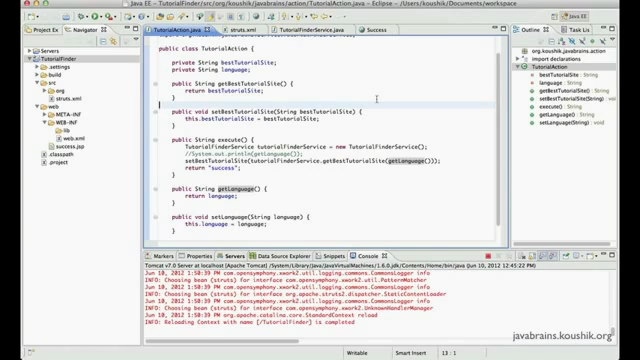 Java EE - TutorialFinder/src/org/koushik/javabrains/action/TutorialAction.java - Eclipse - /Users/koushik/Documents/workspace
Java EE
Project Ex
Navigator
TutorialAction.java
struts.xml
TutorialFinderService.java
Success
Outline
Task List
Servers
TutorialFinder
.settings
build
src
org
struts.xml
web
META-INF
WEB-INF
lib
web.xml
success.jsp
.classpath
.project
public class TutorialAction {
private String bestTutorialSite;
private String language;
public String getBestTutorialSite() {
return bestTutorialSite;
}
public void setBestTutorialSite(String bestTutorialSite) {
this.bestTutorialSite = bestTutorialSite;
}
public String execute() {
TutorialFinderService tutorialFinderService = new TutorialFinderService();
//System.out.println(getLanguage());
setBestTutorialSite(tutorialFinderService.getBestTutorialSite(getLanguage()));
return "success";
}
public String getLanguage() {
return language;
}
public void setLanguage(String language) {
this.language = language;
}
org.koushik.javabrains.action
import declarations
TutorialAction
bestTutorialSite : String
language : String
getBestTutorialSite() : String
setBestTutorialSite(String) : void
execute() : String
getLanguage() : String
setLanguage(String) : void
Markers
Properties
Servers
Data Source Explorer
Snippets
Console
Tomcat v7.0 Server at localhost [Apache Tomcat] /System/Library/Java/JavaVirtualMachines/1.6.0.jdk/Contents/Home/bin/java (Jun 10, 2012 12:45:22 PM)
Jun 10, 2012 1:50:39 PM com.opensymphony.xwork2.util.logging.commons.CommonsLogger info
INFO: Choosing bean (struts) for interface com.opensymphony.xwork2.util.PatternMatcher
Jun 10, 2012 1:50:39 PM com.opensymphony.xwork2.util.logging.commons.CommonsLogger info
INFO: Choosing bean (struts) for interface org.apache.struts2.dispatcher.StaticContentLoader
Jun 10, 2012 1:50:39 PM com.opensymphony.xwork2.util.logging.commons.CommonsLogger info
INFO: Choosing bean (struts) for interface com.opensymphony.xwork2.UnknownHandlerManager
Jun 10, 2012 1:50:39 PM org.apache.catalina.core.StandardContext reload
INFO: Reloading Context with name [/TutorialFinder] is completed
javabrains.koushik.org
Writable
Smart Insert
13 : 1